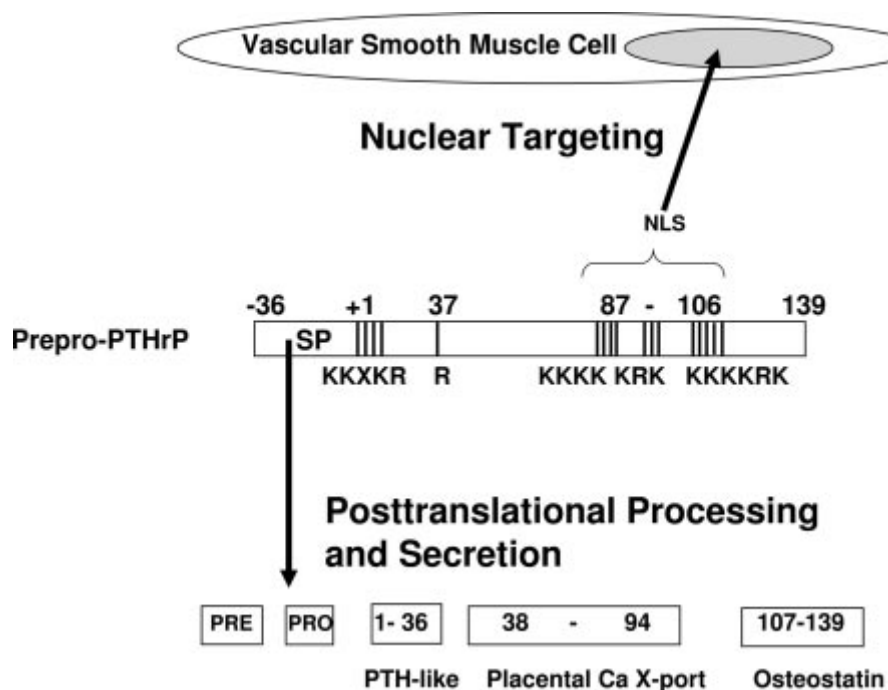 Vascular Smooth Muscle Cell
Nuclear Targeting
NLS
-36 +1 37 87 - 106 139
Prepro-PTHrP SP
KKXKR R KKKK KRK KKKKRK
Posttranslational Processing
and Secretion
PRE PRO 1- 36 38 - 94 107-139
PTH-like Placental Ca X-port Osteostatin